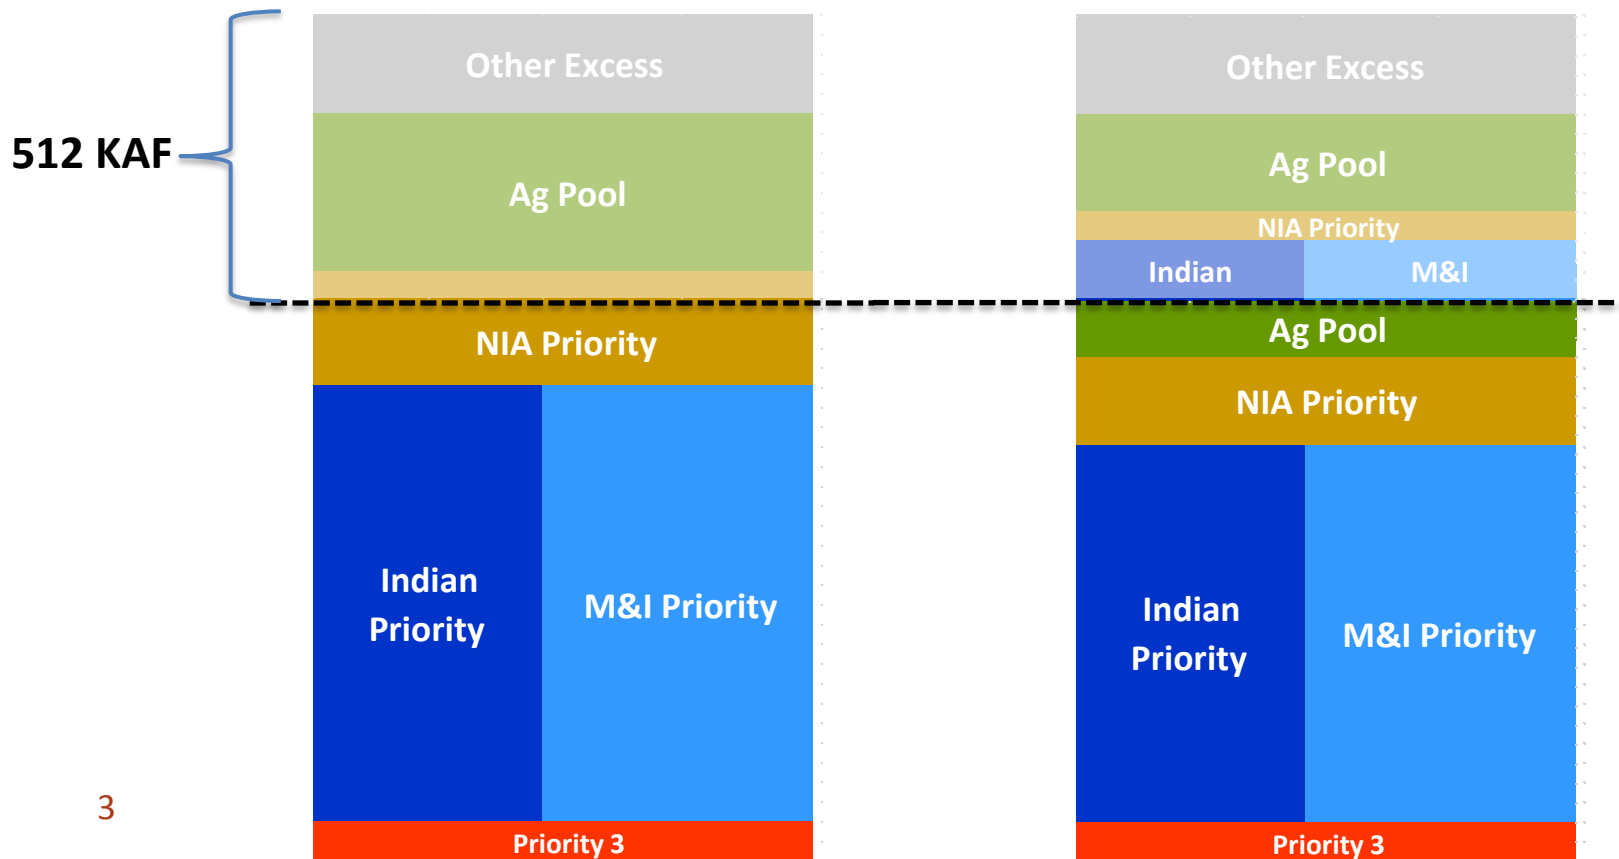 512 KAF
Other Excess
Ag Pool
NIA Priority
Indian
Priority
M&I Priority
Priority 3
Other Excess
Ag Pool
NIA Priority
Indian
M&I
Ag Pool
NIA Priority
Indian
Priority
M&I Priority
Priority 3
3